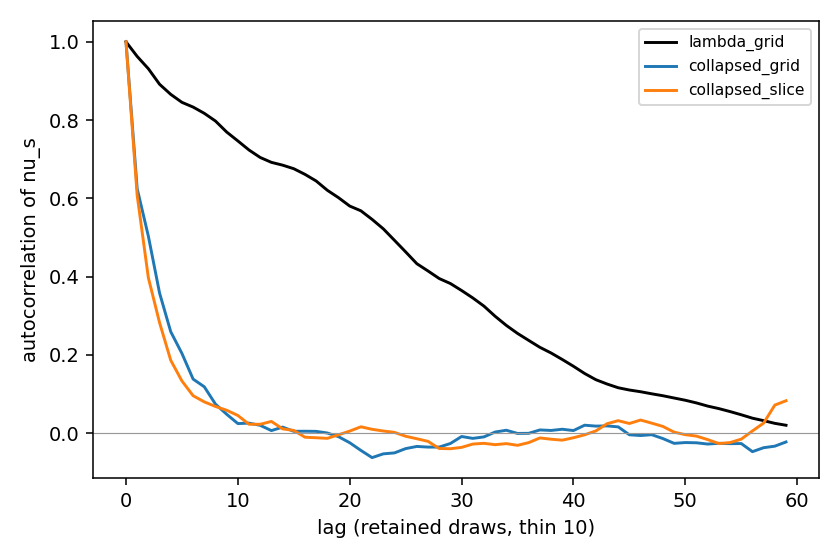 1.0
0.8
0.6
0.4
0.2
0.0
autocorrelation of nu_s
lambda_grid
collapsed_grid
collapsed_slice
0 10 20 30 40 50 60
lag (retained draws, thin 10)